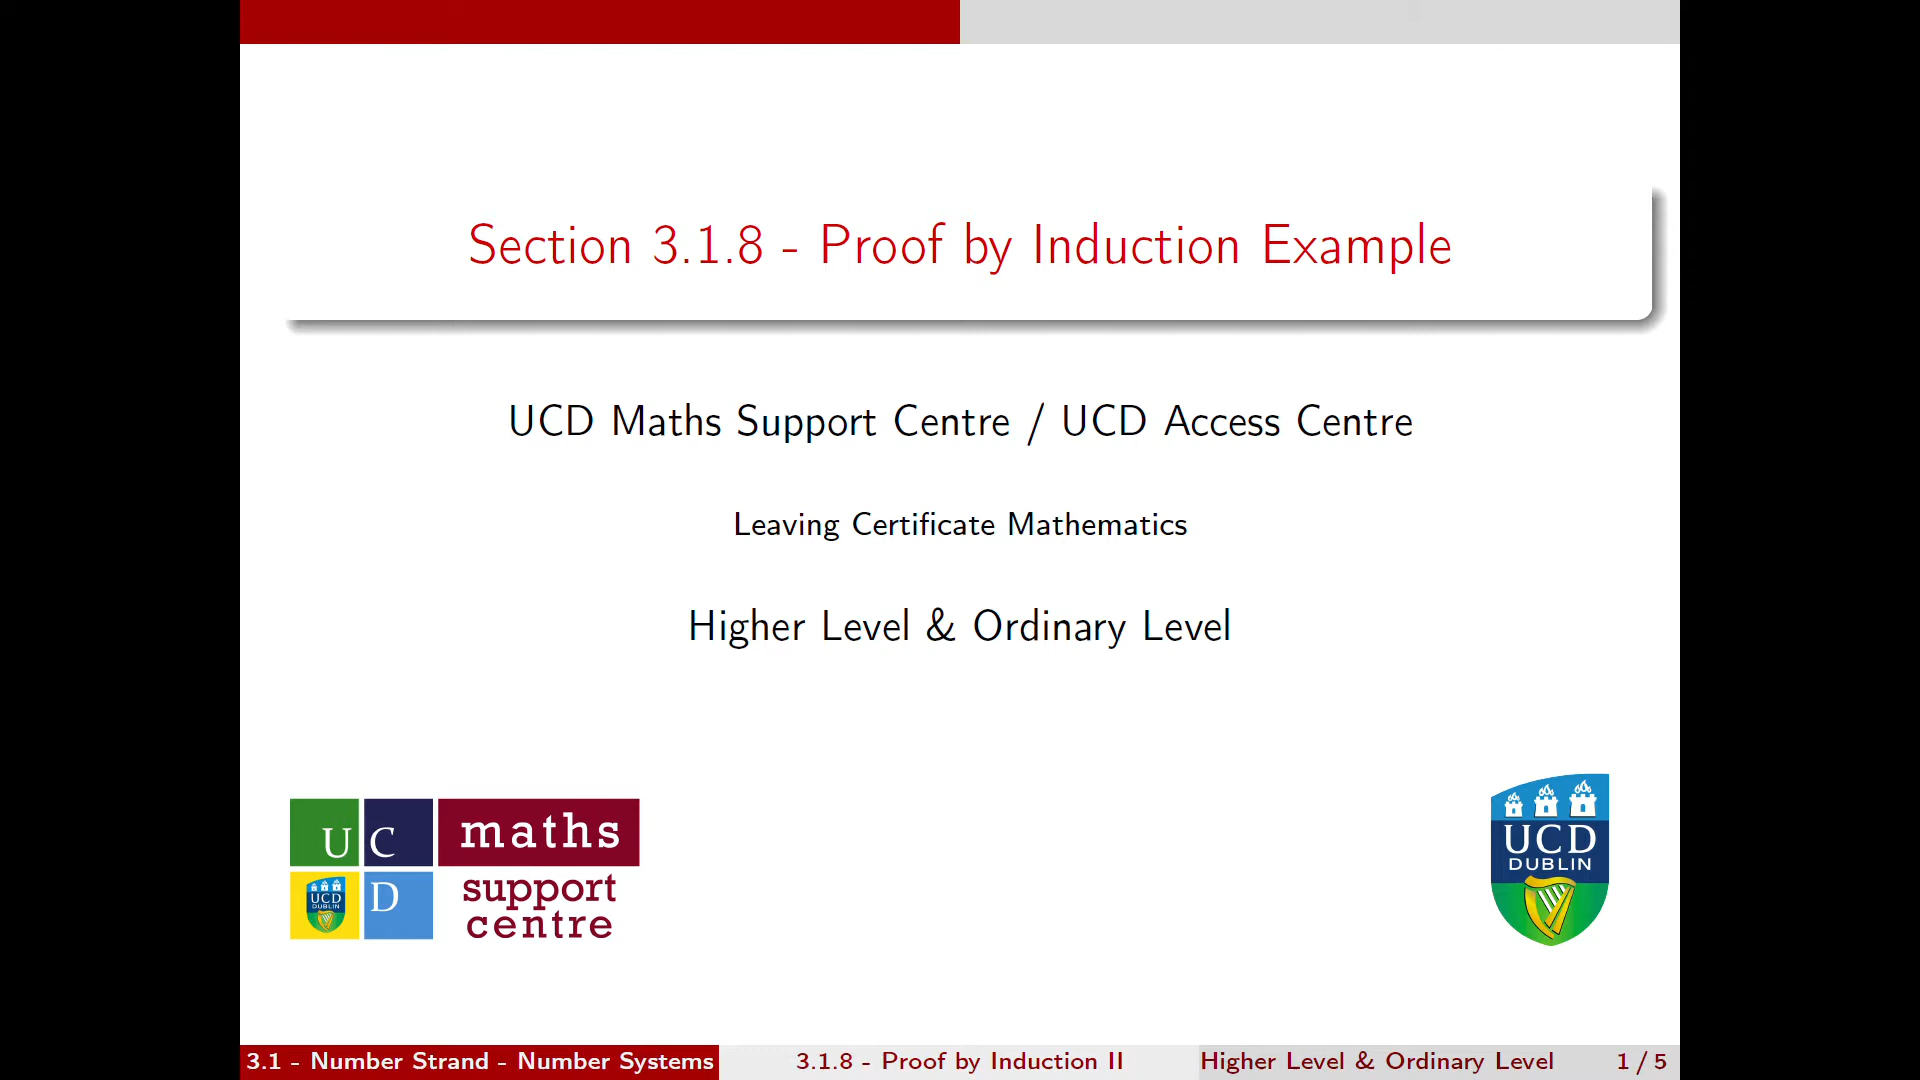 Section 3.1.8 - Proof by Induction Example
UCD Maths Support Centre / UCD Access Centre
Leaving Certificate Mathematics
Higher Level & Ordinary Level
U C maths
D support
centre
UCD
DUBLIN
UCD
DUBLIN
3.1 - Number Strand - Number Systems 3.1.8 - Proof by Induction II Higher Level & Ordinary Level 1 / 5